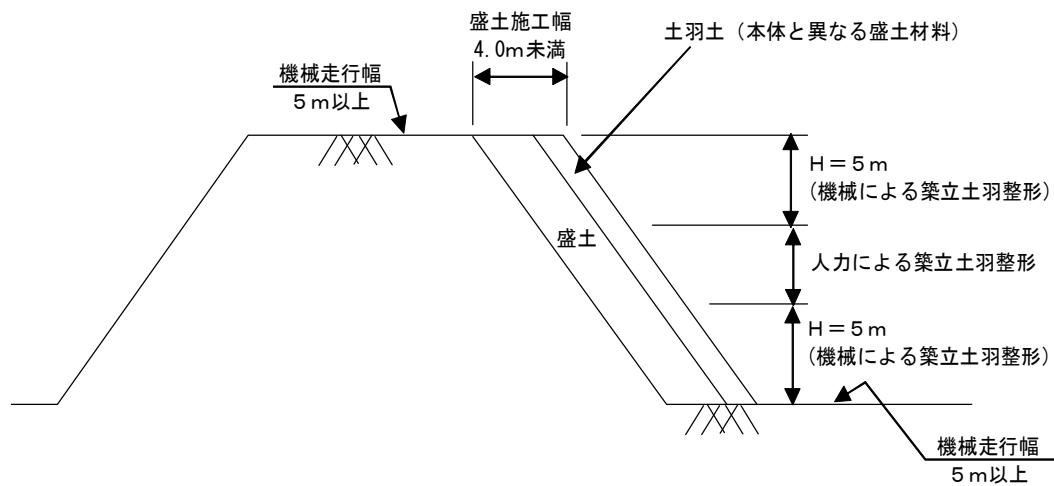 盛土施工幅
4.0m未満
土羽土（本体と異なる盛土材料）
機械走行幅
５ｍ以上
Ｈ＝５ｍ
(機械による築立土羽整形)
盛土
人力による築立土羽整形
Ｈ＝５ｍ
(機械による築立土羽整形)
機械走行幅
５ｍ以上